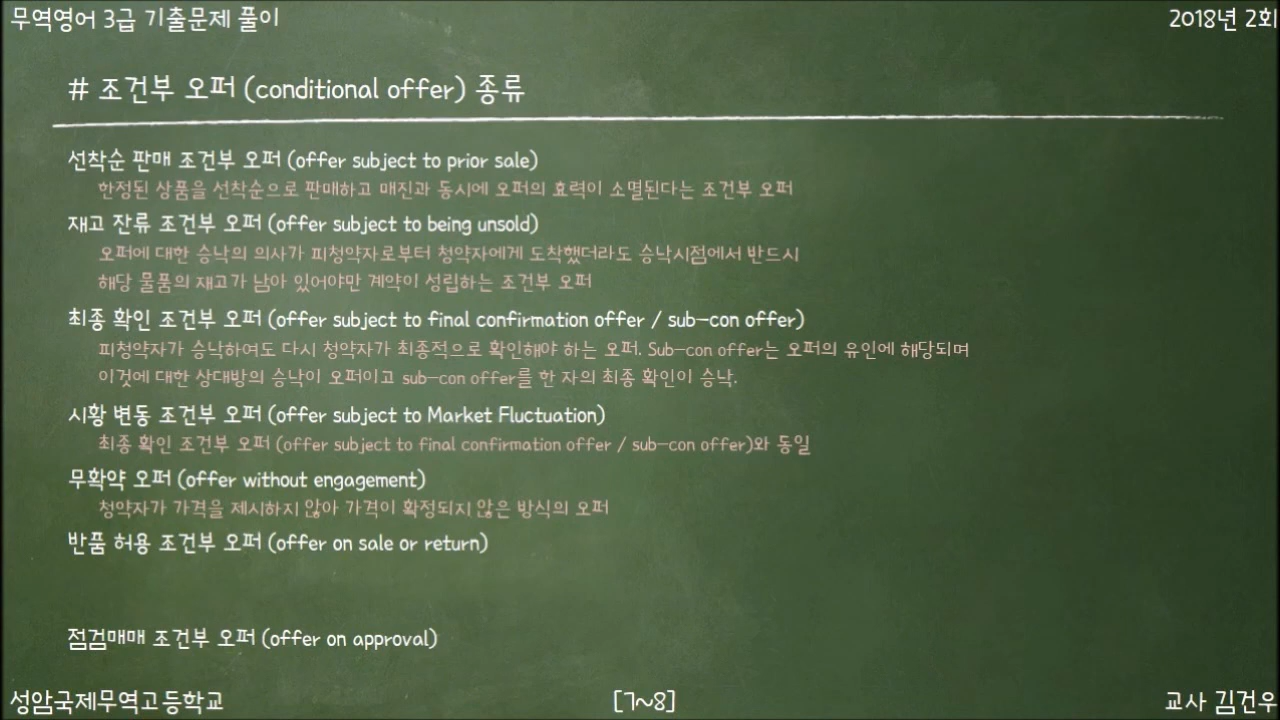 무역영어 3급 기출문제 풀이
2018년 2회
# 조건부 오퍼 (conditional offer) 종류
선착순 판매 조건부 오퍼 (offer subject to prior sale)
한정된 상품을 선착순으로 판매하고 매진과 동시에 오퍼의 효력이 소멸된다는 조건부 오퍼
재고 잔류 조건부 오퍼 (offer subject to being unsold)
오퍼에 대한 승낙의 의사가 피청약자로부터 청약자에게 도착했더라도 승낙시점에서 반드시
해당 물품의 재고가 남아 있어야만 계약이 성립하는 조건부 오퍼
최종 확인 조건부 오퍼 (offer subject to final confirmation offer / sub-con offer)
피청약자가 승낙하여도 다시 청약자가 최종적으로 확인해야 하는 오퍼. Sub-con offer는 오퍼의 유인에 해당되며
이것에 대한 상대방의 승낙이 오퍼이고 sub-con offer를 한 자의 최종 확인이 승낙.
시황 변동 조건부 오퍼 (offer subject to Market Fluctuation)
최종 확인 조건부 오퍼 (offer subject to final confirmation offer / sub-con offer)와 동일
무확약 오퍼 (offer without engagement)
청약자가 가격을 제시하지 않아 가격이 확정되지 않은 방식의 오퍼
반품 허용 조건부 오퍼 (offer on sale or return)
점검매매 조건부 오퍼 (offer on approval)
성암국제무역고등학교
[7~8]
교사 김건우